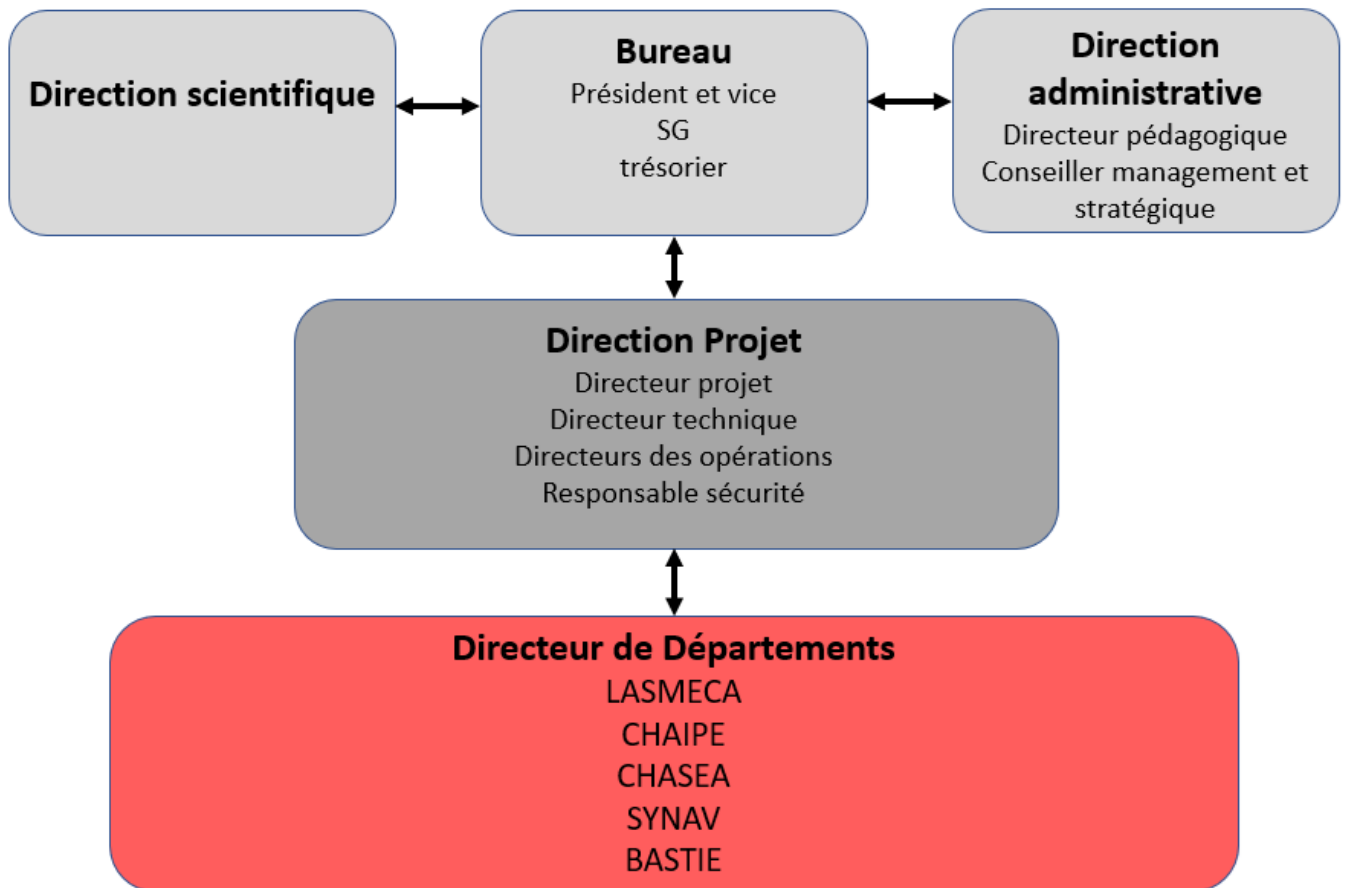 Direction scientifique
Bureau
Président et vice
SG
trésorier
Direction
administrative
Directeur pédagogique
Conseiller management et
stratégique
Direction Projet
Directeur projet
Directeur technique
Directeurs des opérations
Responsable sécurité
Directeur de Départements
LASMECA
CHAIPE
CHASEA
SYNAV
BASTIE